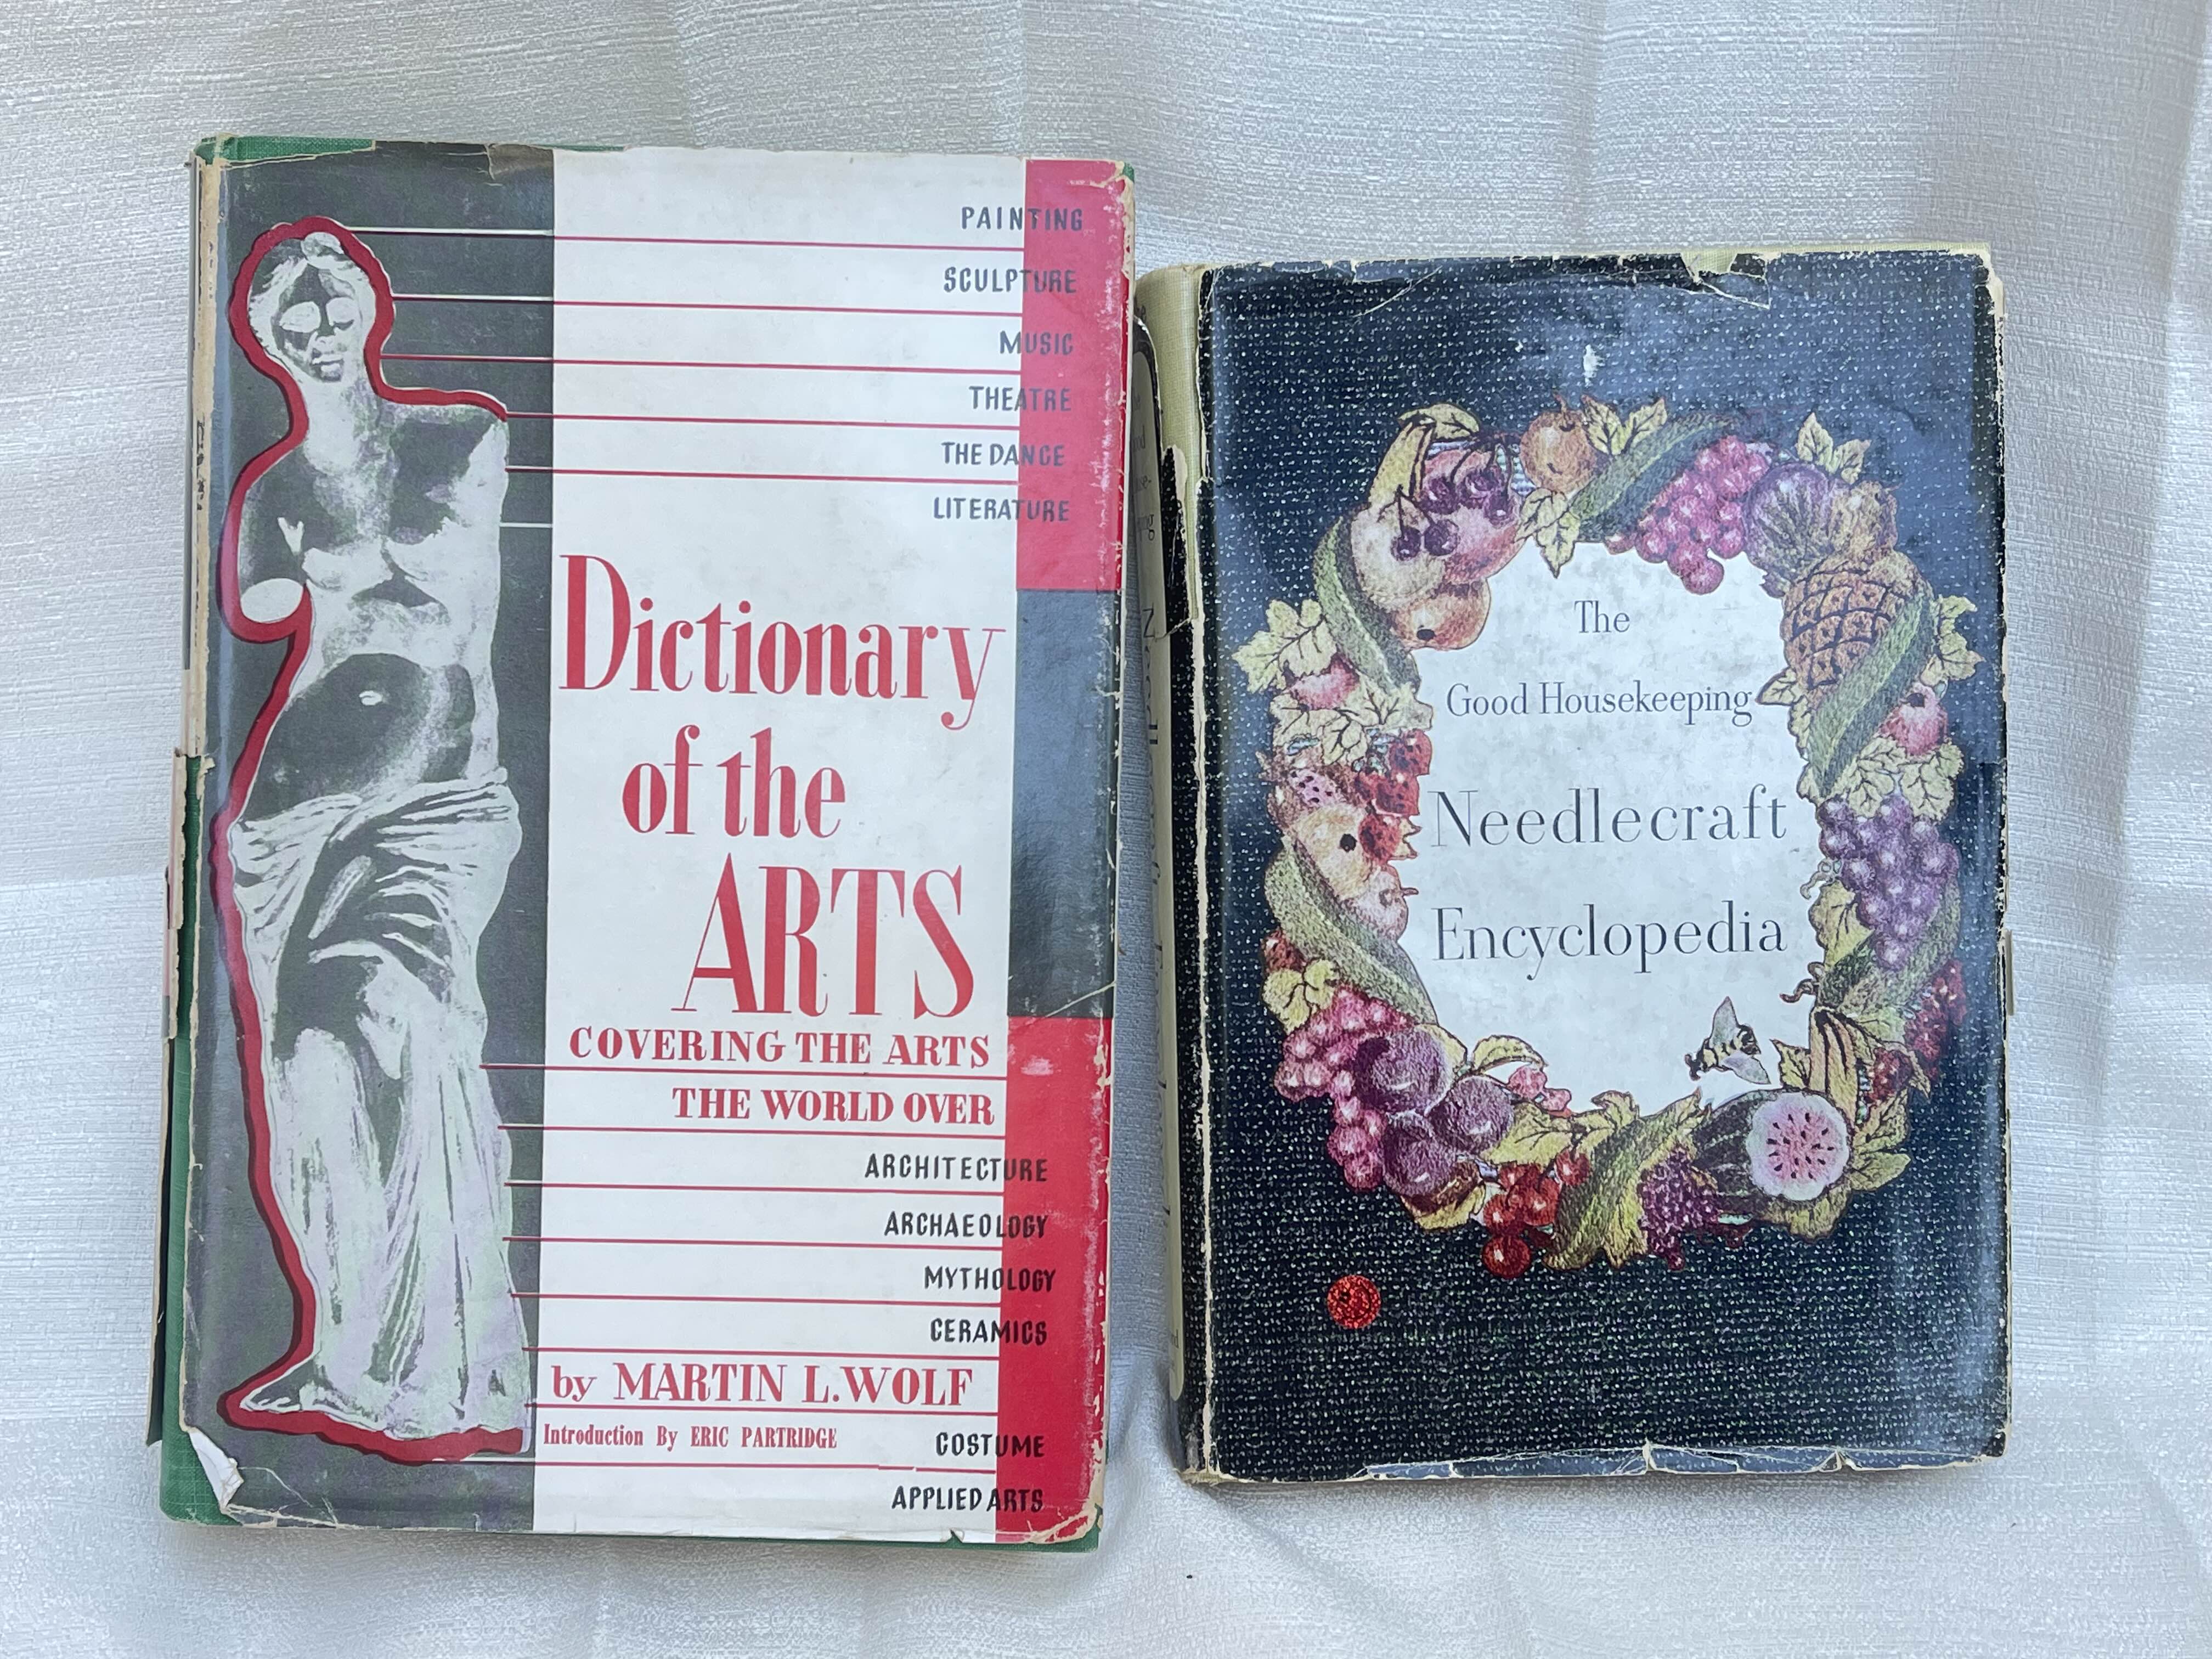 PAINTING
SCULPTURE
MUSIC
THEATRE
THE DANCE
LITERATURE
Dictionary
of the
ARTS
COVERING THE ARTS
THE WORLD OVER
ARCHITECTURE
ARCHAEOLOGY
MYTHOLOGY
CERAMICS
by MARTIN L. WOLF
Introduction By ERIC PARTRIDGE
COSTUME
APPLIED ARTS
The
Good Housekeeping
Needlecraft
Encyclopedia